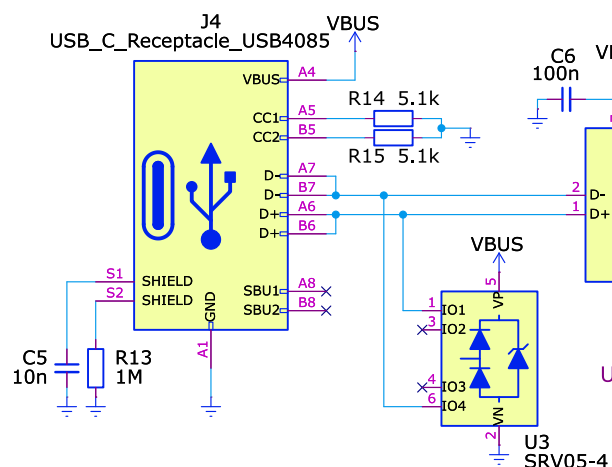 J4
USB_C_Receptacle_USB4085
VBUS
VBUS
A4
CC1
A5
CC2
B5
R14 5.1k
R15 5.1k
C6
100n
D-
A7
D-
B7
D+
A6
D+
B6
2
D-
1
D+
S1
SHIELD
S2
SHIELD
SBU1
A8
SBU2
B8
GND
A1
C5
10n
R13
1M
VBUS
5
VP
1
IO1
3
IO2
4
IO3
6
IO4
VN
2
U3
SRV05-4